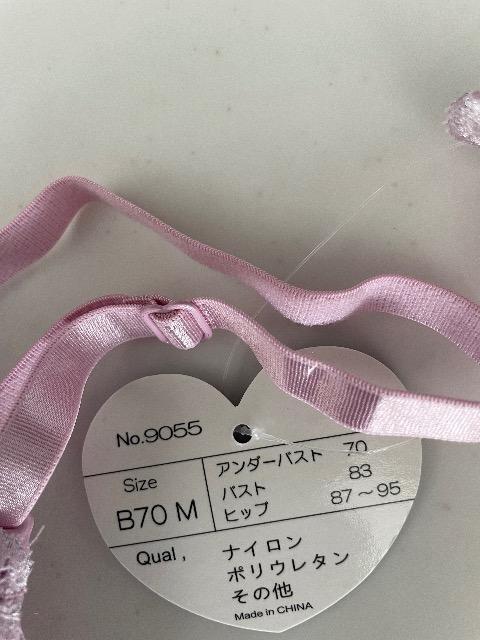 No.9055
Size
B70 M
アンダーバスト 70
バスト 83
ヒップ 87～95
Qual, ナイロン
ポリウレタン
その他
Made in CHINA